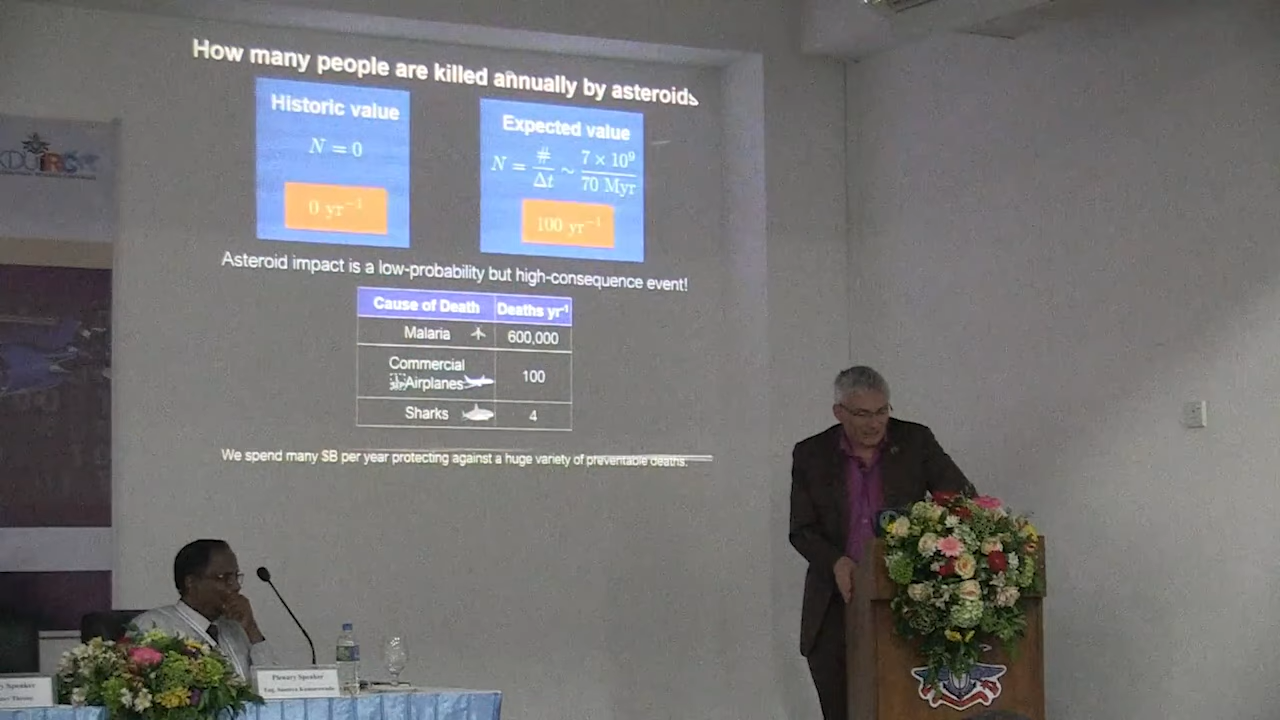 How many people are killed annually by asteroids
Historic value
N = 0
0 yr⁻¹
Expected value
N = # / Δt ~ 7 × 10⁹ / 70 Myr
100 yr⁻¹
Asteroid impact is a low-probability but high-consequence event!
Cause of Death Deaths yr⁻¹
Malaria 600,000
Commercial
Airplanes 100
Sharks 4
We spend many $B per year protecting against a huge variety of preventable deaths.
Plenary Speaker
Speaker